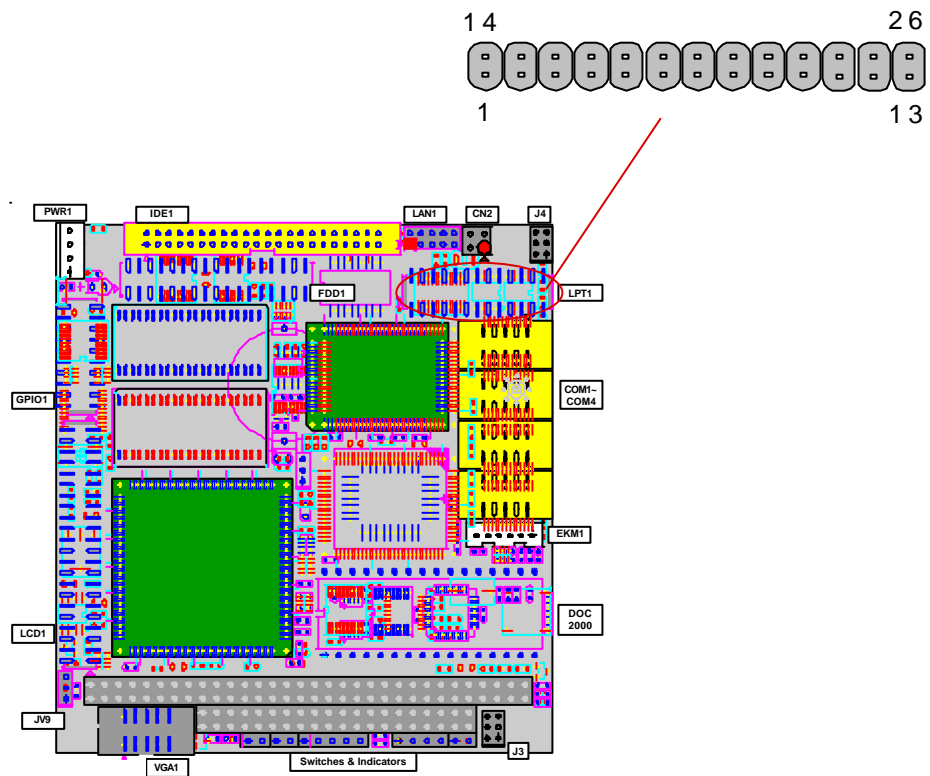 14 26
1 13
PWR1 IDE1 LAN1 CN2 J4
FDD1 LPT1
GPIO1 COM1~
COM4
EKM1
LCD1 DOC
2000
JV9 J3
VGA1 Switches & Indicators